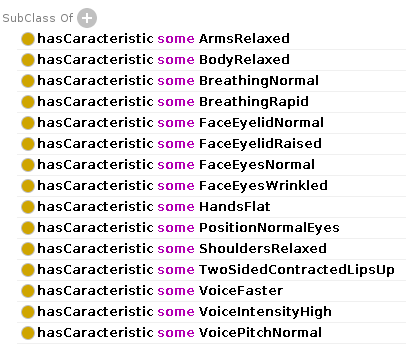 SubClass Of
hasCaracteristic some ArmsRelaxed
hasCaracteristic some BodyRelaxed
hasCaracteristic some BreathingNormal
hasCaracteristic some BreathingRapid
hasCaracteristic some FaceEyelidNormal
hasCaracteristic some FaceEyelidRaised
hasCaracteristic some FaceEyesNormal
hasCaracteristic some FaceEyesWrinkled
hasCaracteristic some HandsFlat
hasCaracteristic some PositionNormalEyes
hasCaracteristic some ShouldersRelaxed
hasCaracteristic some TwoSidedContractedLipsUp
hasCaracteristic some VoiceFaster
hasCaracteristic some VoiceIntensityHigh
hasCaracteristic some VoicePitchNormal